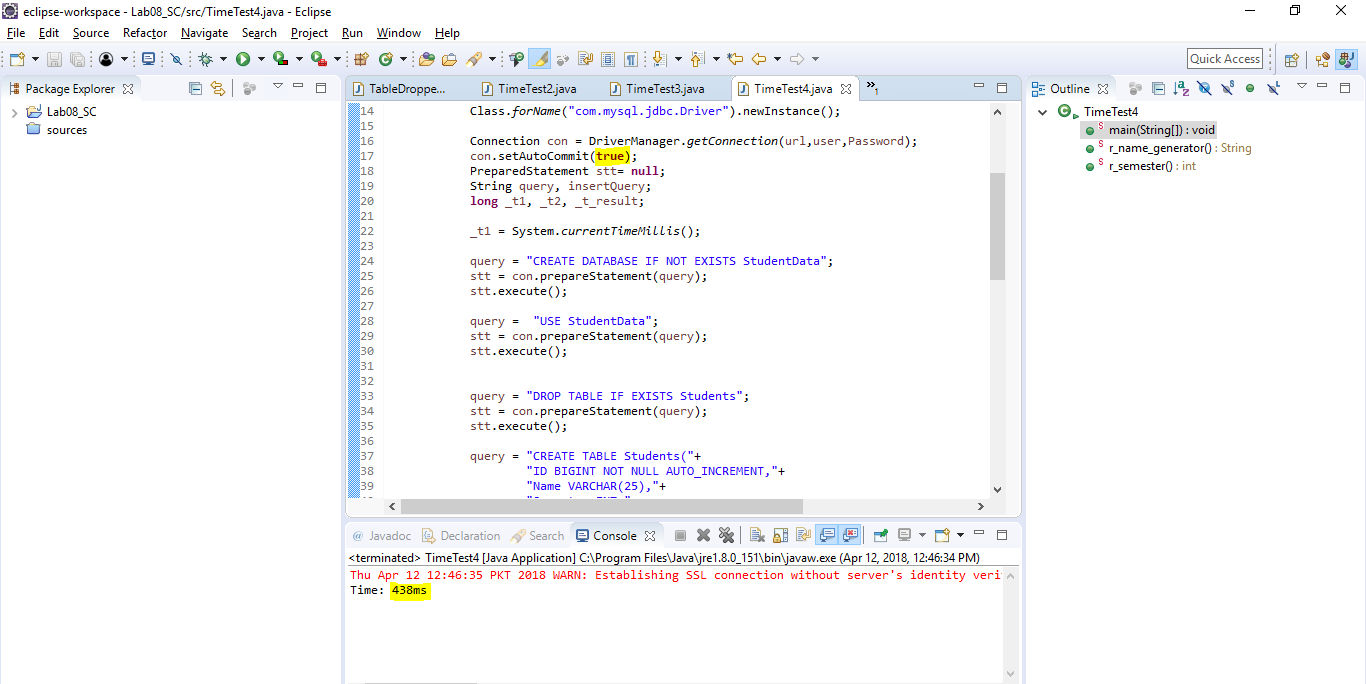 eclipse-workspace - Lab08_SC/src/TimeTest4.java - Eclipse
File Edit Source Refactor Navigate Search Project Run Window Help
Quick Access
Package Explorer
Lab08_SC
sources
TableDroppe... TimeTest2.java TimeTest3.java TimeTest4.java »1
14 Class.forName("com.mysql.jdbc.Driver").newInstance();
15
16 Connection con = DriverManager.getConnection(url,user,Password);
17 con.setAutoCommit(true);
18 PreparedStatement stt= null;
19 String query, insertQuery;
20 long _t1, _t2, _t_result;
21
22 _t1 = System.currentTimeMillis();
23
24 query = "CREATE DATABASE IF NOT EXISTS StudentData";
25 stt = con.prepareStatement(query);
26 stt.execute();
27
28 query =  "USE StudentData";
29 stt = con.prepareStatement(query);
30 stt.execute();
31
32
33 query = "DROP TABLE IF EXISTS Students";
34 stt = con.prepareStatement(query);
35 stt.execute();
36
37 query = "CREATE TABLE Students("+
38 "ID BIGINT NOT NULL AUTO_INCREMENT,"+
39 "Name VARCHAR(25),"+
Outline
TimeTest4
main(String[]) : void
r_name_generator() : String
r_semester() : int
@ Javadoc Declaration Search Console
<terminated> TimeTest4 [Java Application] C:\Program Files\Java\jre1.8.0_151\bin\javaw.exe (Apr 12, 2018, 12:46:34 PM)
Thu Apr 12 12:46:35 PKT 2018 WARN: Establishing SSL connection without server's identity veri
Time: 438ms